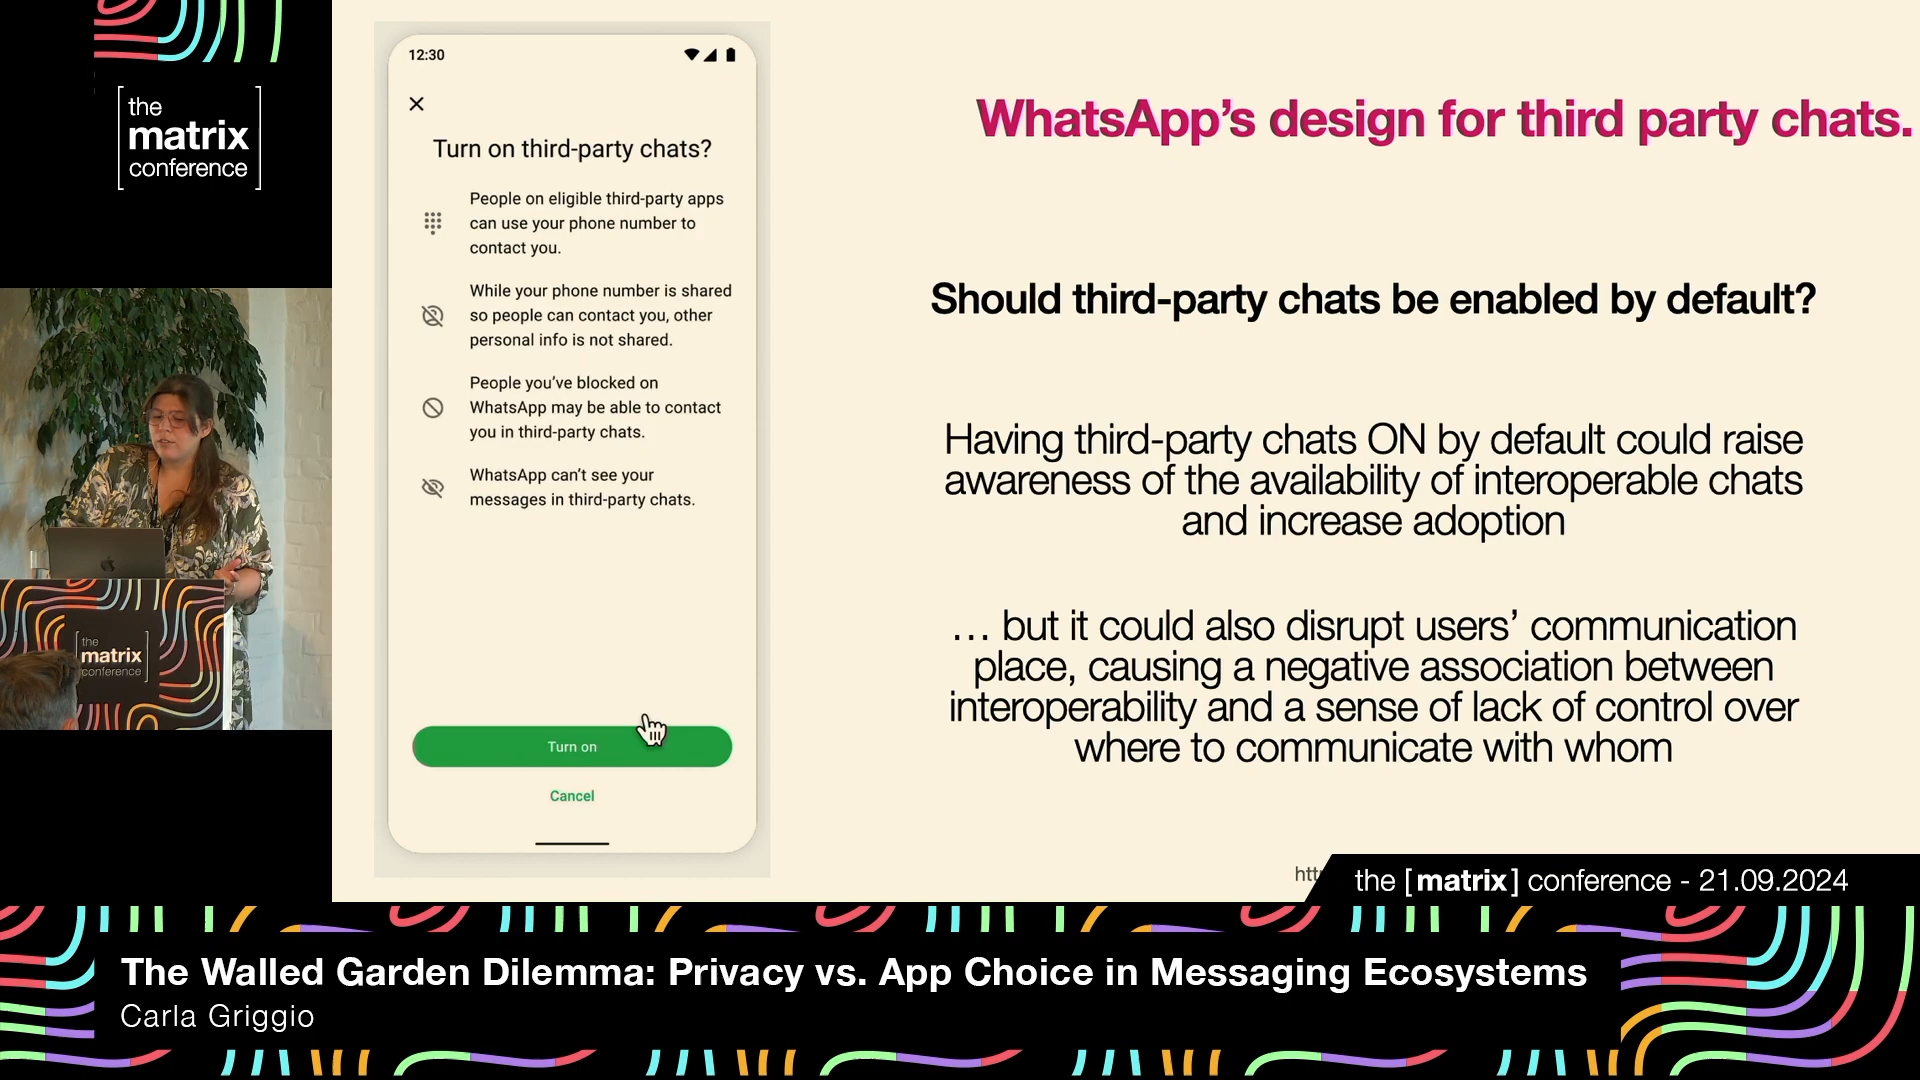 the
matrix
conference
12:30
Turn on third-party chats?
People on eligible third-party apps
can use your phone number to
contact you.
While your phone number is shared
so people can contact you, other
personal info is not shared.
People you’ve blocked on
WhatsApp may be able to contact
you in third-party chats.
WhatsApp can’t see your
messages in third-party chats.
Turn on
Cancel
WhatsApp’s design for third party chats.
Should third-party chats be enabled by default?
Having third-party chats ON by default could raise
awareness of the availability of interoperable chats
and increase adoption
… but it could also disrupt users’ communication
place, causing a negative association between
interoperability and a sense of lack of control over
where to communicate with whom
the
matrix
conference
the [matrix] conference - 21.09.2024
The Walled Garden Dilemma: Privacy vs. App Choice in Messaging Ecosystems
Carla Griggio